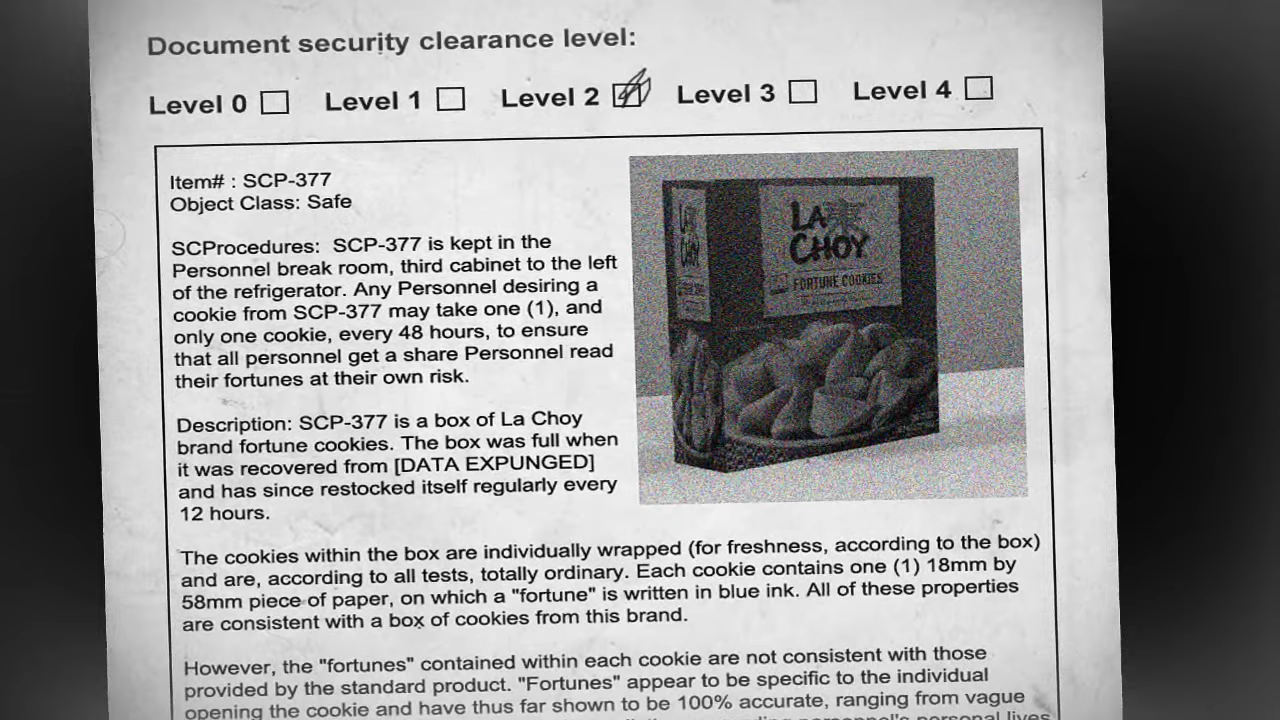 Document security clearance level:
Level 0 Level 1 Level 2 Level 3 Level 4
Item# : SCP-377
Object Class: Safe
SCProcedures: SCP-377 is kept in the
Personnel break room, third cabinet to the left
of the refrigerator. Any Personnel desiring a
cookie from SCP-377 may take one (1), and
only one cookie, every 48 hours, to ensure
that all personnel get a share Personnel read
their fortunes at their own risk.
Description: SCP-377 is a box of La Choy
brand fortune cookies. The box was full when
it was recovered from [DATA EXPUNGED]
and has since restocked itself regularly every
12 hours.
LA
CHOY
LA
CHOY
FORTUNE COOKIES
The cookies within the box are individually wrapped (for freshness, according to the box)
and are, according to all tests, totally ordinary. Each cookie contains one (1) 18mm by
58mm piece of paper, on which a "fortune" is written in blue ink. All of these properties
are consistent with a box of cookies from this brand.
However, the "fortunes" contained within each cookie are not consistent with those
provided by the standard product. "Fortunes" appear to be specific to the individual
opening the cookie and have thus far shown to be 100% accurate, ranging from vague
personnel's personal lives